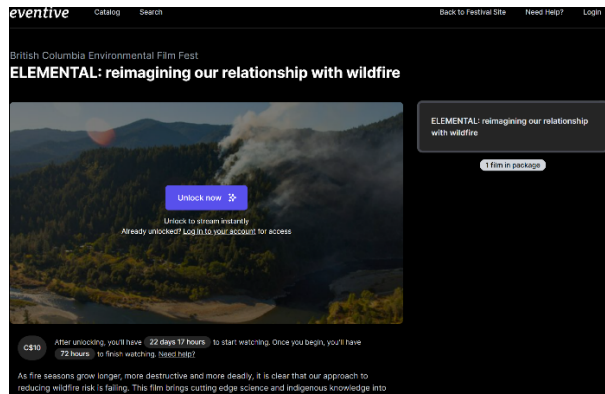 eventive Catalog Search Back to Festival Site Need Help? Login
British Columbia Environmental Film Fest
ELEMENTAL: reimagining our relationship with wildfire
Unlock now
Unlock to stream instantly
Already unlocked? Log in to your account for access
ELEMENTAL: reimagining our relationship
with wildfire
1 film in package
C$10
After unlocking, you'll have 22 days 17 hours to start watching. Once you begin, you'll have
72 hours to finish watching. Need help?
As fire seasons grow longer, more destructive and more deadly, it is clear that our approach to
reducing wildfire risk is failing. This film brings cutting edge science and indigenous knowledge into